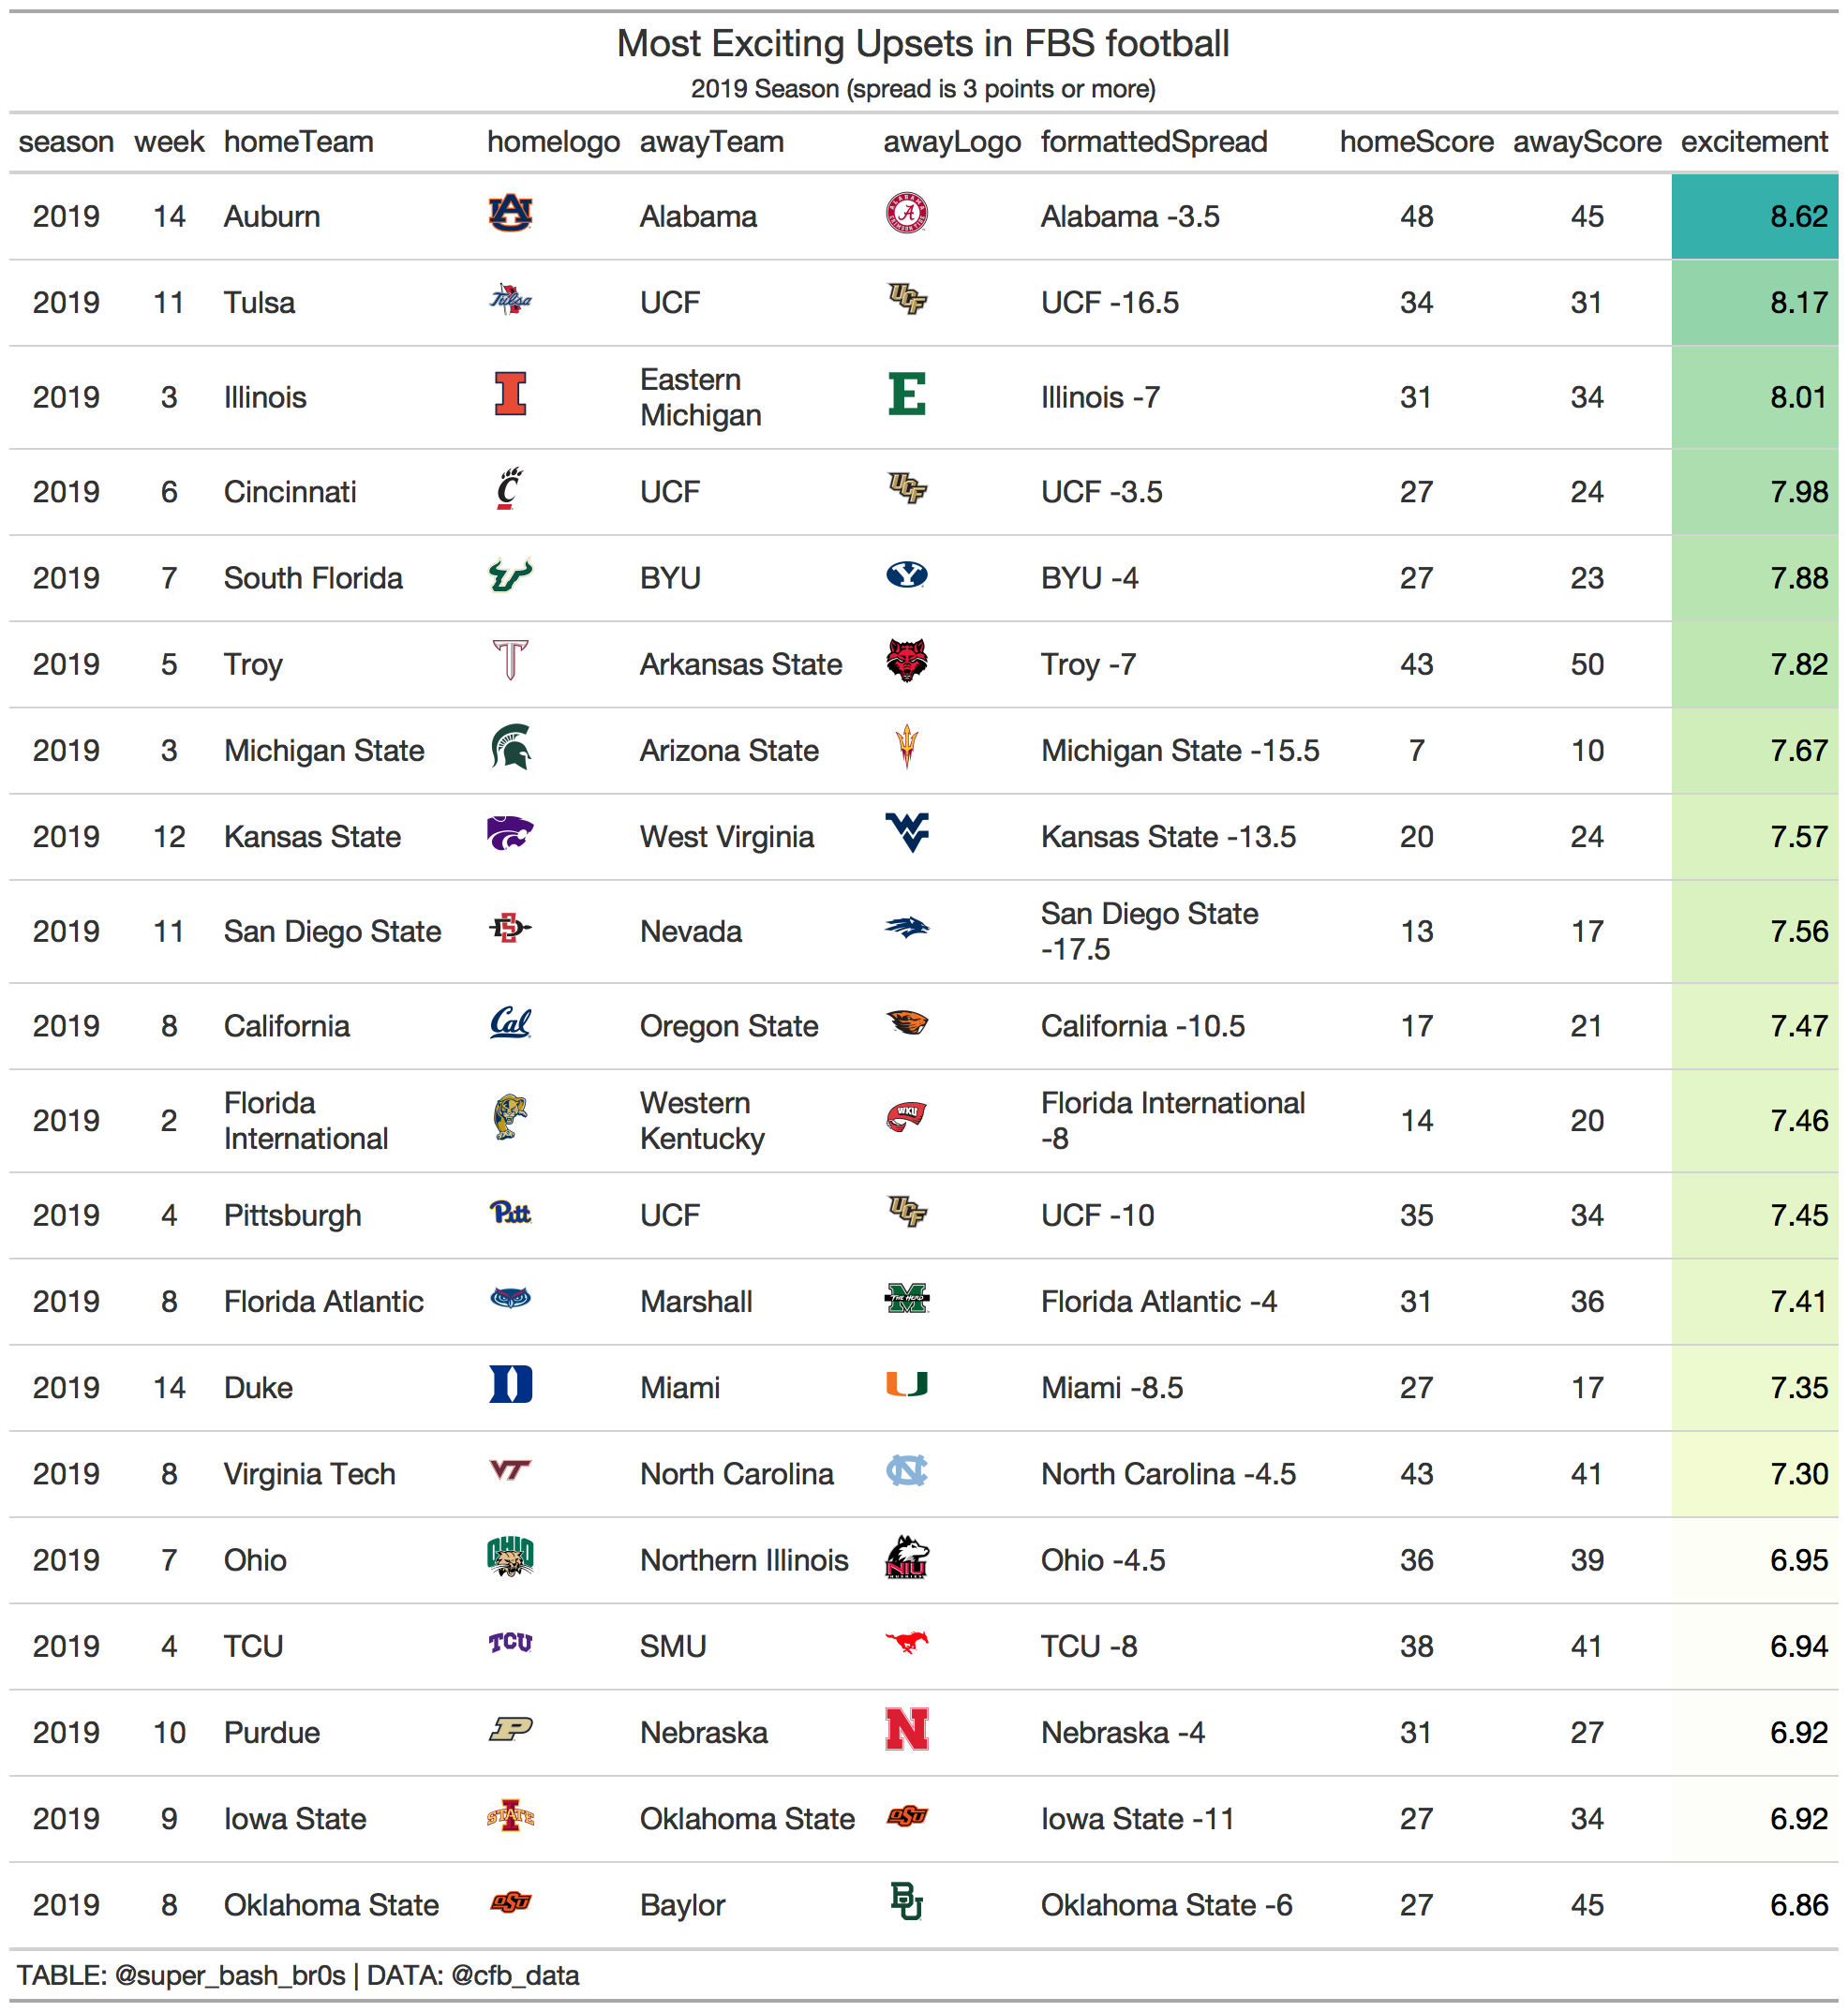 Most Exciting Upsets in FBS football
2019 Season (spread is 3 points or more)
season week homeTeam homelogo awayTeam awayLogo formattedSpread homeScore awayScore excitement
2019 14 Auburn Alabama Alabama -3.5 48 45 8.62
2019 11 Tulsa Tulsa UCF UCF UCF -16.5 34 31 8.17
2019 3 Illinois I Eastern Michigan E Illinois -7 31 34 8.01
2019 6 Cincinnati C UCF UCF UCF -3.5 27 24 7.98
2019 7 South Florida BYU Y BYU -4 27 23 7.88
2019 5 Troy T Arkansas State Troy -7 43 50 7.82
2019 3 Michigan State Arizona State Michigan State -15.5 7 10 7.67
2019 12 Kansas State West Virginia WV Kansas State -13.5 20 24 7.57
2019 11 San Diego State SD Nevada San Diego State -17.5 13 17 7.56
2019 8 California Cal Oregon State California -10.5 17 21 7.47
2019 2 Florida International Western Kentucky WKU Florida International -8 14 20 7.46
2019 4 Pittsburgh Pitt UCF UCF UCF -10 35 34 7.45
2019 8 Florida Atlantic Marshall M THE HERD Florida Atlantic -4 31 36 7.41
2019 14 Duke D Miami U Miami -8.5 27 17 7.35
2019 8 Virginia Tech VT North Carolina NC North Carolina -4.5 43 41 7.30
2019 7 Ohio OHIO Northern Illinois NIU Ohio -4.5 36 39 6.95
2019 4 TCU TCU SMU TCU -8 38 41 6.94
2019 10 Purdue P Nebraska N Nebraska -4 31 27 6.92
2019 9 Iowa State I STATE Oklahoma State OSU Iowa State -11 27 34 6.92
2019 8 Oklahoma State OSU Baylor BU Oklahoma State -6 27 45 6.86
TABLE: @super_bash_br0s | DATA: @cfb_data